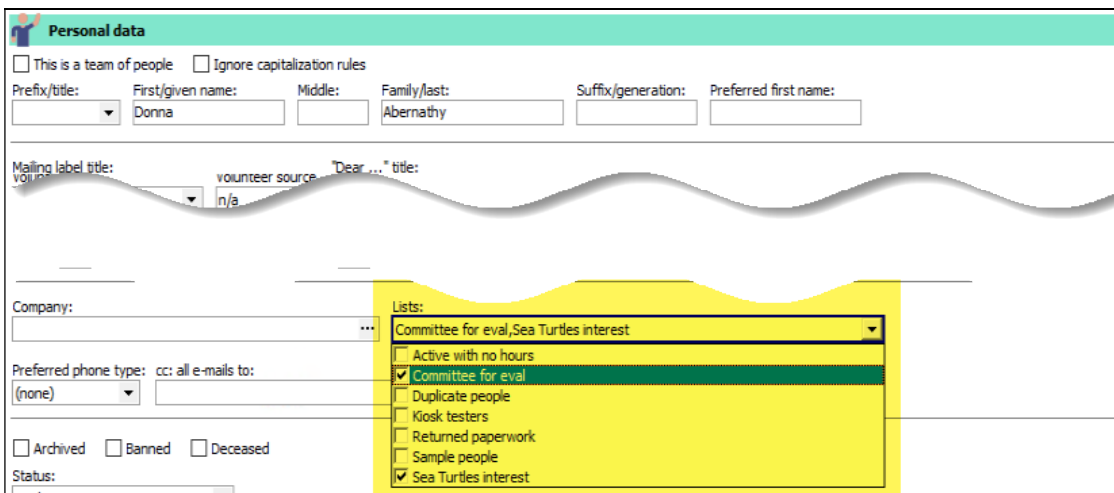 Personal data
This is a team of people Ignore capitalization rules
Prefix/title: First/given name: Middle: Family/last: Suffix/generation: Preferred first name:
Donna Abernathy
Mailing label title: "Dear ..." title:
volunteer source
n/a
Company: Lists:
... Committee for eval,Sea Turtles interest
Active with no hours
Preferred phone type: cc: all e-mails to: Committee for eval
(none) Duplicate people
Kiosk testers
Returned paperwork
Archived Banned Deceased Sample people
Status: Sea Turtles interest